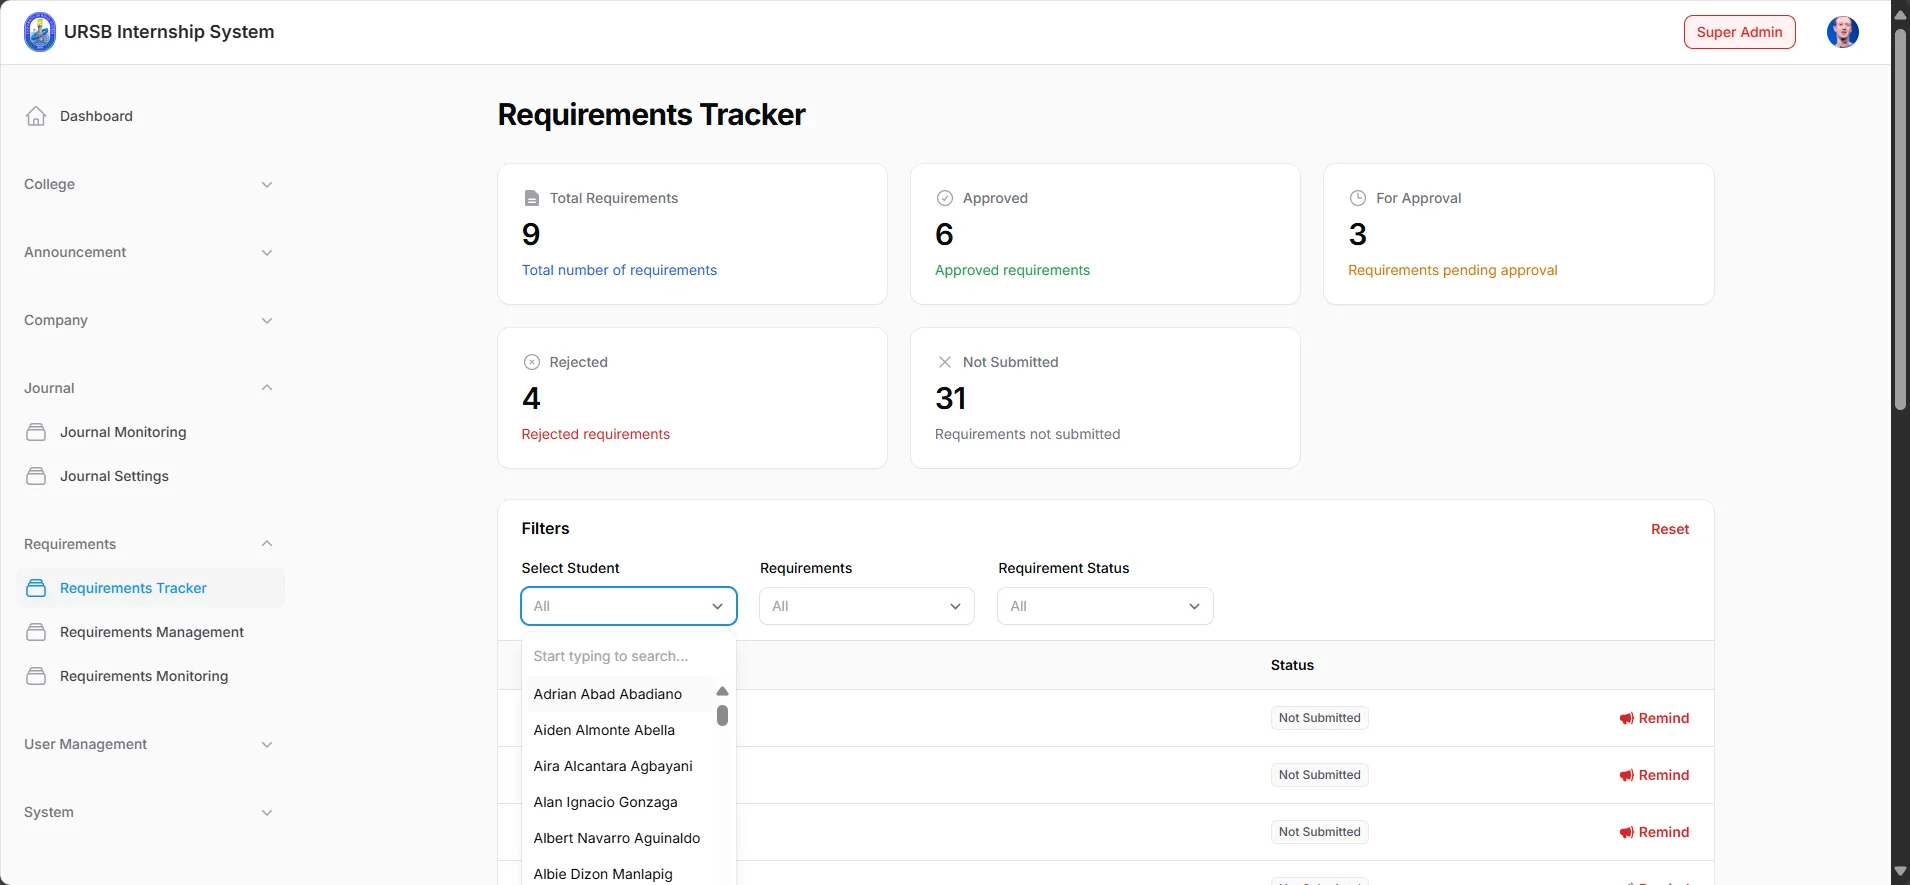 URSB Internship System
Super Admin
Dashboard
College
Announcement
Company
Journal
Journal Monitoring
Journal Settings
Requirements
Requirements Tracker
Requirements Management
Requirements Monitoring
User Management
System
Requirements Tracker
Total Requirements
9
Total number of requirements
Approved
6
Approved requirements
For Approval
3
Requirements pending approval
Rejected
4
Rejected requirements
Not Submitted
31
Requirements not submitted
Filters
Reset
Select Student
Requirements
Requirement Status
All
All
All
Start typing to search...
Adrian Abad Abadiano
Aiden Almonte Abella
Aira Alcantara Agbayani
Alan Ignacio Gonzaga
Albert Navarro Aguinaldo
Albie Dizon Manlapig
Status
Not Submitted
Remind
Not Submitted
Remind
Not Submitted
Remind